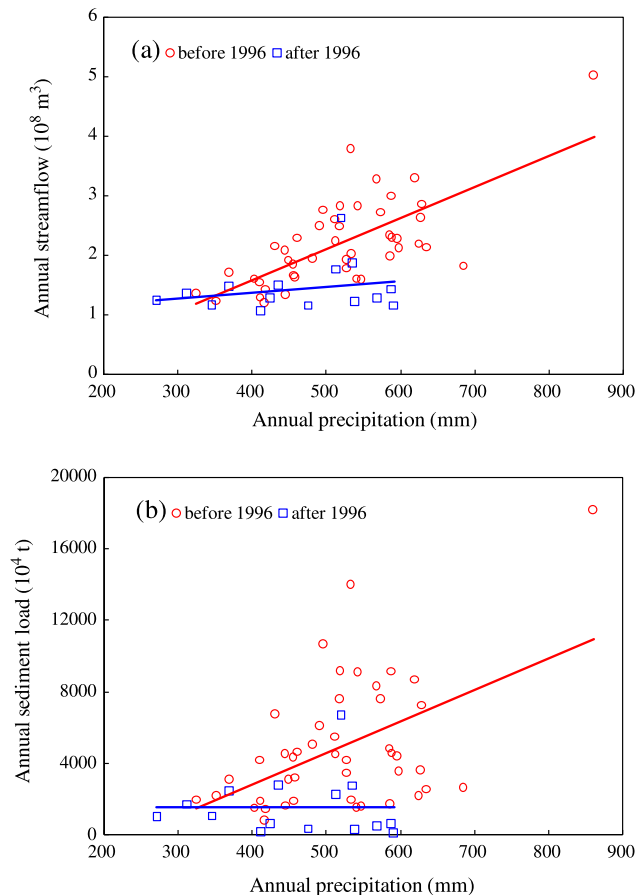 6
5
4
3
2
1
0
Annual streamflow (10⁸ m³)
(a) before 1996 after 1996
200 300 400 500 600 700 800 900
Annual precipitation (mm)
20000
16000
12000
8000
4000
0
Annual sediment load (10⁴ t)
(b) before 1996 after 1996
200 300 400 500 600 700 800 900
Annual precipitation (mm)